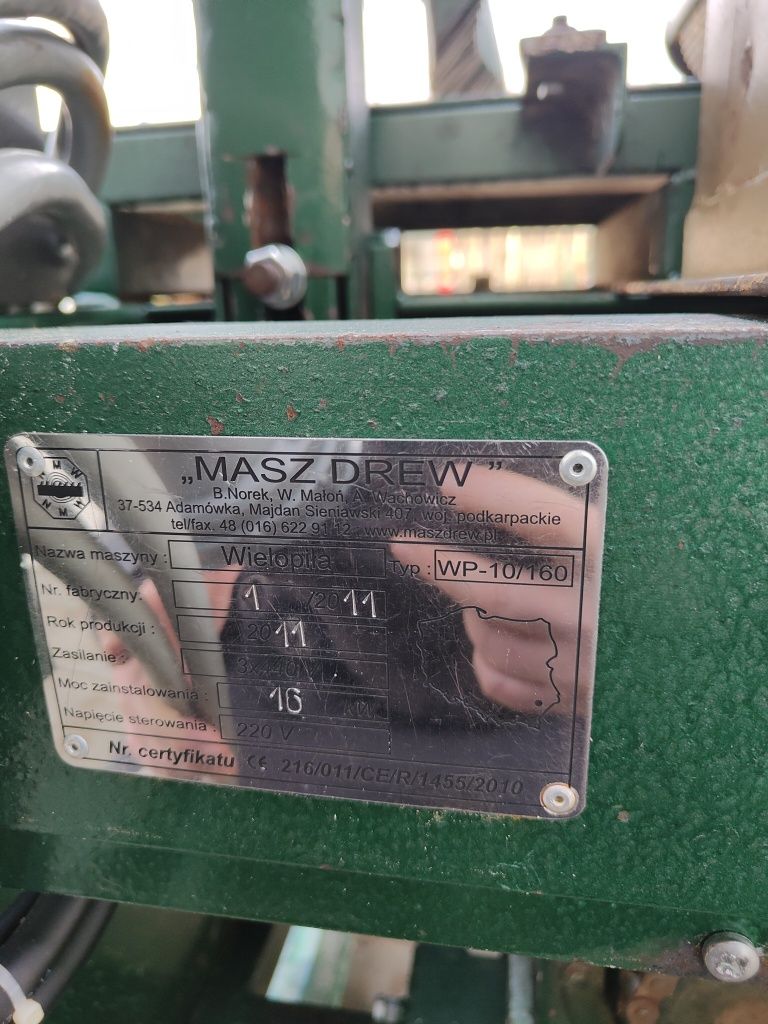 „MASZ DREW”
B.Norek, W. Małoń, A. Wachowicz
37-534 Adamówka, Majdan Sieniawski 407, woj. podkarpackie
tel/fax. 48 (016) 622 91 12 www.maszdrew.pl
Nazwa maszyny : Wielopiła Typ : WP-10/160
Nr. fabryczny: 1 /2011
Rok produkcji : 2011
Zasilanie :
Moc zainstalowania : 16 kW
Napięcie sterowania : 220 V
Nr. certyfikatu CE 216/011/CE/R/1455/2010